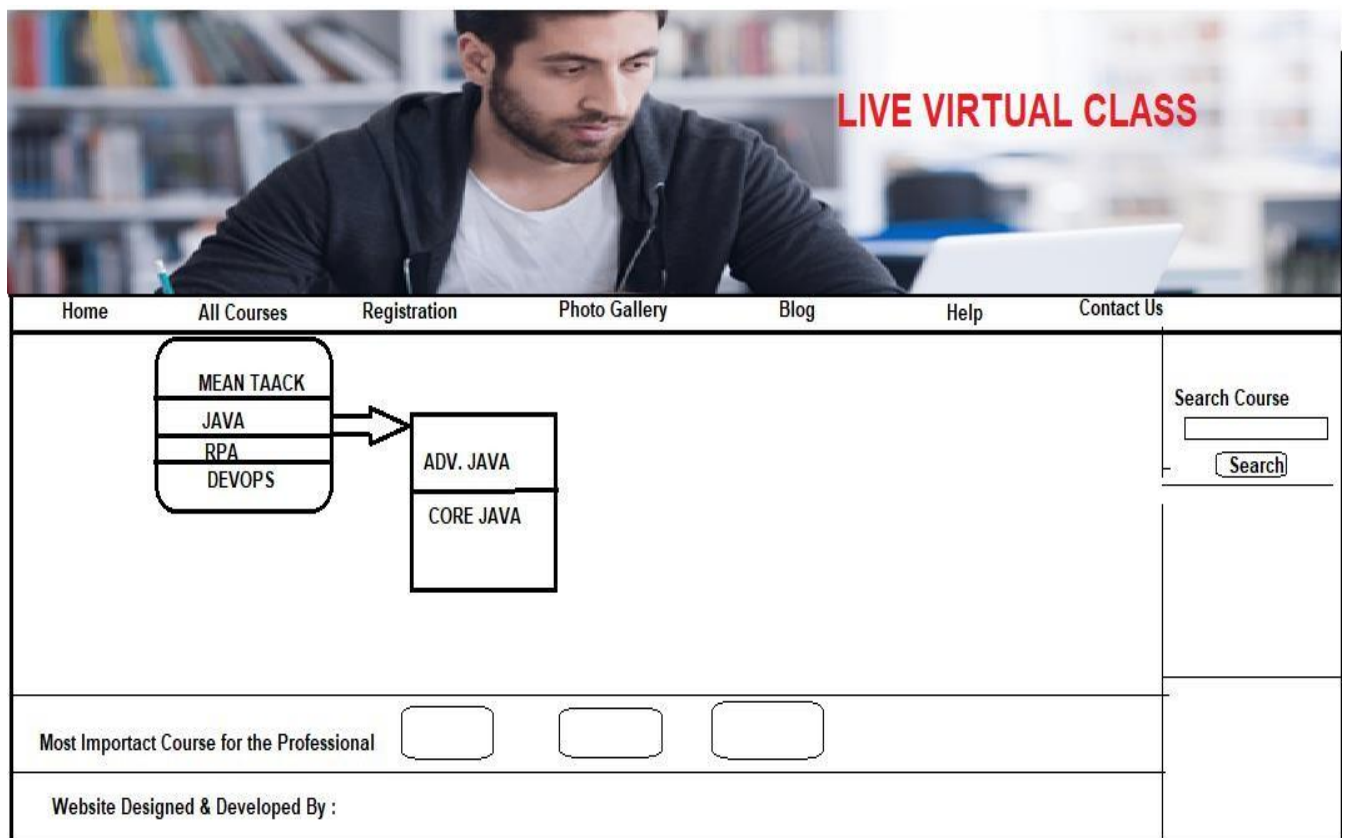 LIVE VIRTUAL CLASS
Home All Courses Registration Photo Gallery Blog Help Contact Us
MEAN TAACK
JAVA
RPA
DEVOPS
ADV. JAVA
CORE JAVA
Search Course
Search
Most Importact Course for the Professional
Website Designed & Developed By :